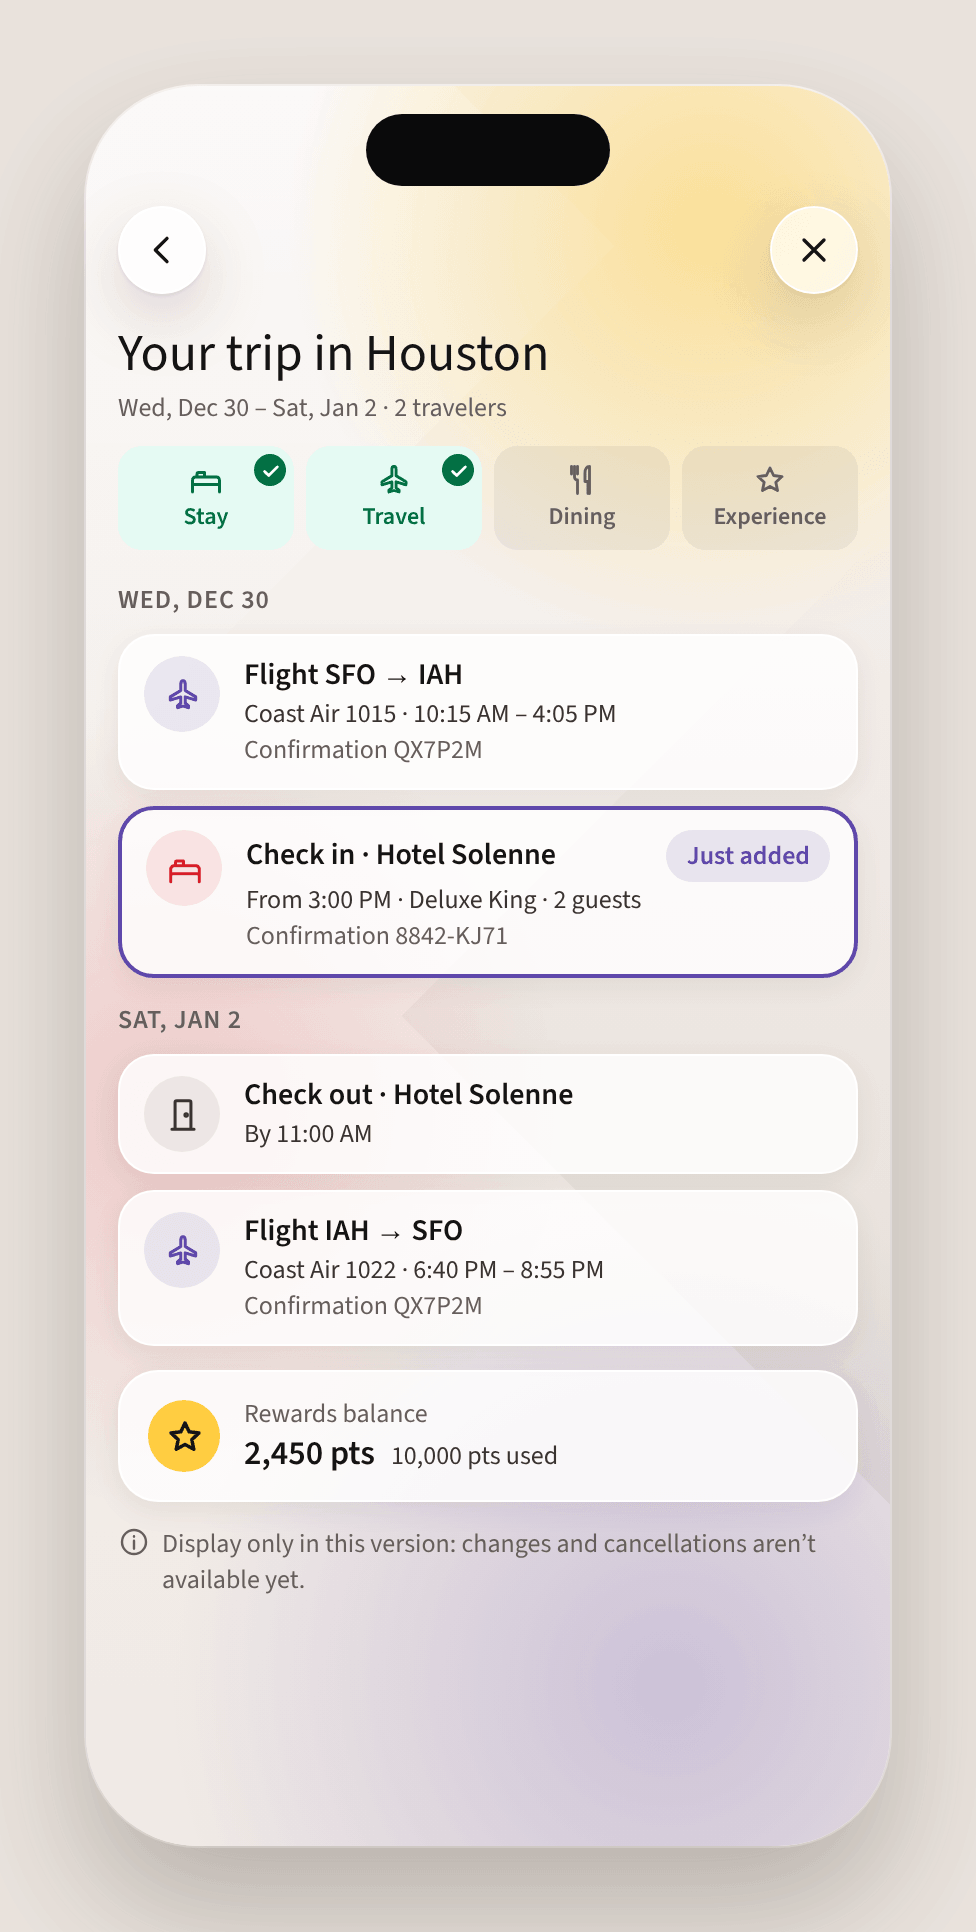 Your trip in Houston
Wed, Dec 30 – Sat, Jan 2 · 2 travelers
Stay
Travel
Dining
Experience
WED, DEC 30
Flight SFO → IAH
Coast Air 1015 · 10:15 AM – 4:05 PM
Confirmation QX7P2M
Check in · Hotel Solenne
Just added
From 3:00 PM · Deluxe King · 2 guests
Confirmation 8842-KJ71
SAT, JAN 2
Check out · Hotel Solenne
By 11:00 AM
Flight IAH → SFO
Coast Air 1022 · 6:40 PM – 8:55 PM
Confirmation QX7P2M
Rewards balance
2,450 pts 10,000 pts used
Display only in this version: changes and cancellations aren’t
available yet.